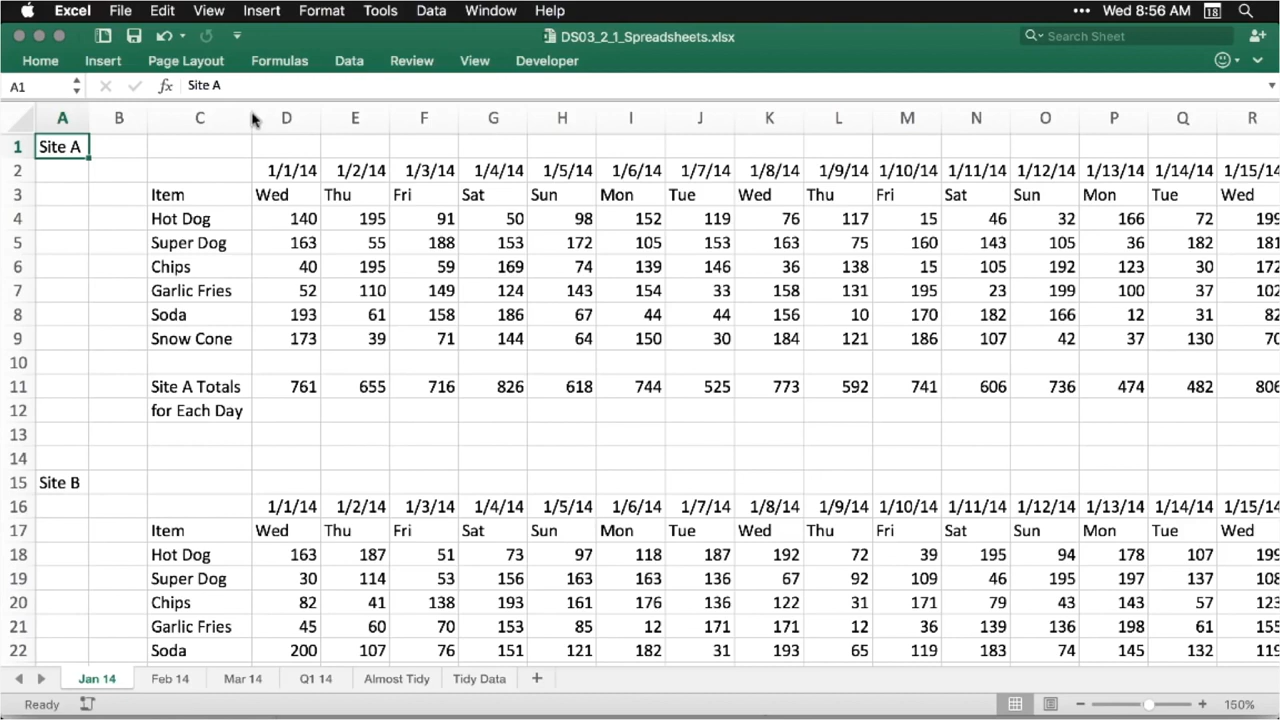 Excel File Edit View Insert Format Tools Data Window Help ••• Wed 8:56 AM 18
DS03_2_1_Spreadsheets.xlsx Search Sheet
Home Insert Page Layout Formulas Data Review View Developer
A1 fx Site A
A B C D E F G H I J K L M N O P Q R
1 Site A
2 1/1/14 1/2/14 1/3/14 1/4/14 1/5/14 1/6/14 1/7/14 1/8/14 1/9/14 1/10/14 1/11/14 1/12/14 1/13/14 1/14/14 1/15/14
3 Item Wed Thu Fri Sat Sun Mon Tue Wed Thu Fri Sat Sun Mon Tue Wed
4 Hot Dog 140 195 91 50 98 152 119 76 117 15 46 32 166 72 199
5 Super Dog 163 55 188 153 172 105 153 163 75 160 143 105 36 182 181
6 Chips 40 195 59 169 74 139 146 36 138 15 105 192 123 30 172
7 Garlic Fries 52 110 149 124 143 154 33 158 131 195 23 199 100 37 102
8 Soda 193 61 158 186 67 44 44 156 10 170 182 166 12 31 82
9 Snow Cone 173 39 71 144 64 150 30 184 121 186 107 42 37 130 70
10
11 Site A Totals 761 655 716 826 618 744 525 773 592 741 606 736 474 482 806
12 for Each Day
13
14
15 Site B
16 1/1/14 1/2/14 1/3/14 1/4/14 1/5/14 1/6/14 1/7/14 1/8/14 1/9/14 1/10/14 1/11/14 1/12/14 1/13/14 1/14/14 1/15/14
17 Item Wed Thu Fri Sat Sun Mon Tue Wed Thu Fri Sat Sun Mon Tue Wed
18 Hot Dog 163 187 51 73 97 118 187 192 72 39 195 94 178 107 199
19 Super Dog 30 114 53 156 163 163 136 67 92 109 46 195 197 137 108
20 Chips 82 41 138 193 161 176 136 122 31 171 79 43 143 57 123
21 Garlic Fries 45 60 70 153 85 12 171 171 12 36 139 136 198 61 155
22 Soda 200 107 76 151 121 182 31 193 65 119 183 74 145 132 119
Jan 14 Feb 14 Mar 14 Q1 14 Almost Tidy Tidy Data +
Ready 150%